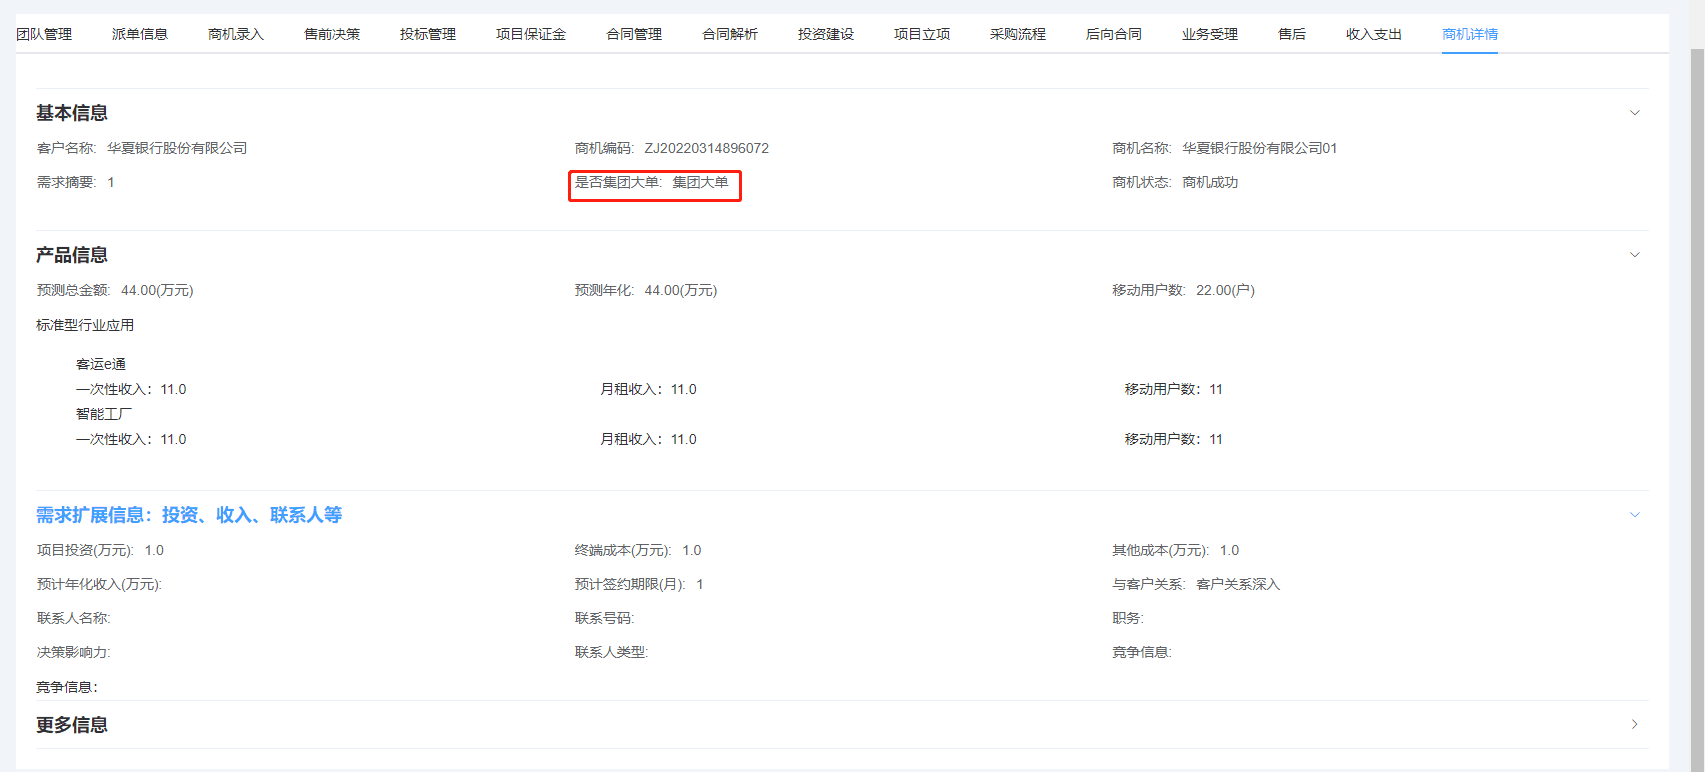 团队管理 派单信息 商机录入 售前决策 投标管理 项目保证金 合同管理 合同解析 投资建设 项目立项 采购流程 后向合同 业务受理 售后 收入支出 商机详情
基本信息
客户名称: 华夏银行股份有限公司 商机编码: ZJ20220314896072 商机名称: 华夏银行股份有限公司01
需求摘要: 1 是否集团大单: 集团大单 商机状态: 商机成功
产品信息
预测总金额: 44.00(万元) 预测年化: 44.00(万元) 移动用户数: 22.00(户)
标准型行业应用
客运e通
一次性收入：11.0 月租收入：11.0 移动用户数：11
智能工厂
一次性收入：11.0 月租收入：11.0 移动用户数：11
需求扩展信息：投资、收入、联系人等
项目投资(万元): 1.0 终端成本(万元): 1.0 其他成本(万元): 1.0
预计年化收入(万元): 预计签约期限(月): 1 与客户关系: 客户关系深入
联系人名称: 联系号码: 职务:
决策影响力: 联系人类型: 竞争信息:
竞争信息：
更多信息